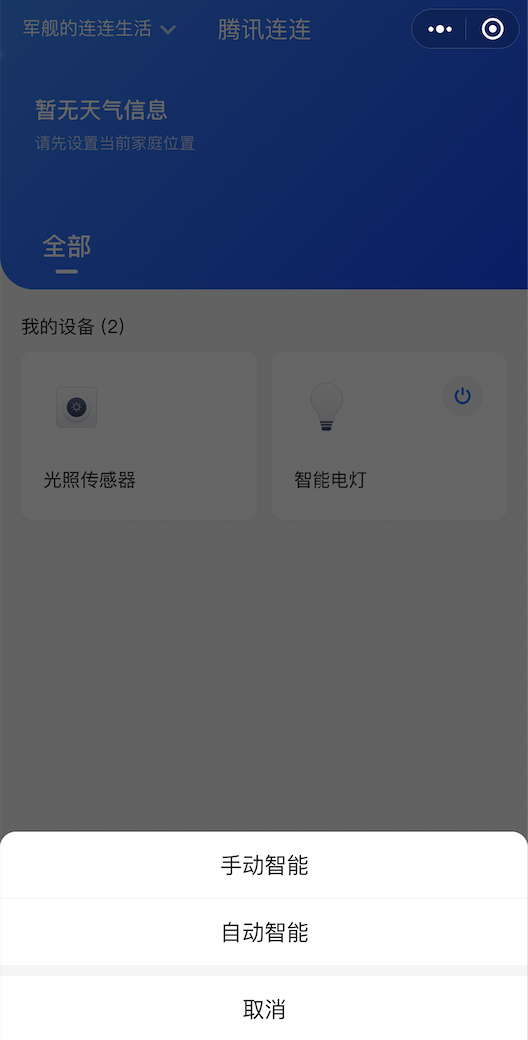 军舰的连连生活
腾讯连连
暂无天气信息
请先设置当前家庭位置
全部
我的设备 (2)
光照传感器
智能电灯
手动智能
自动智能
取消